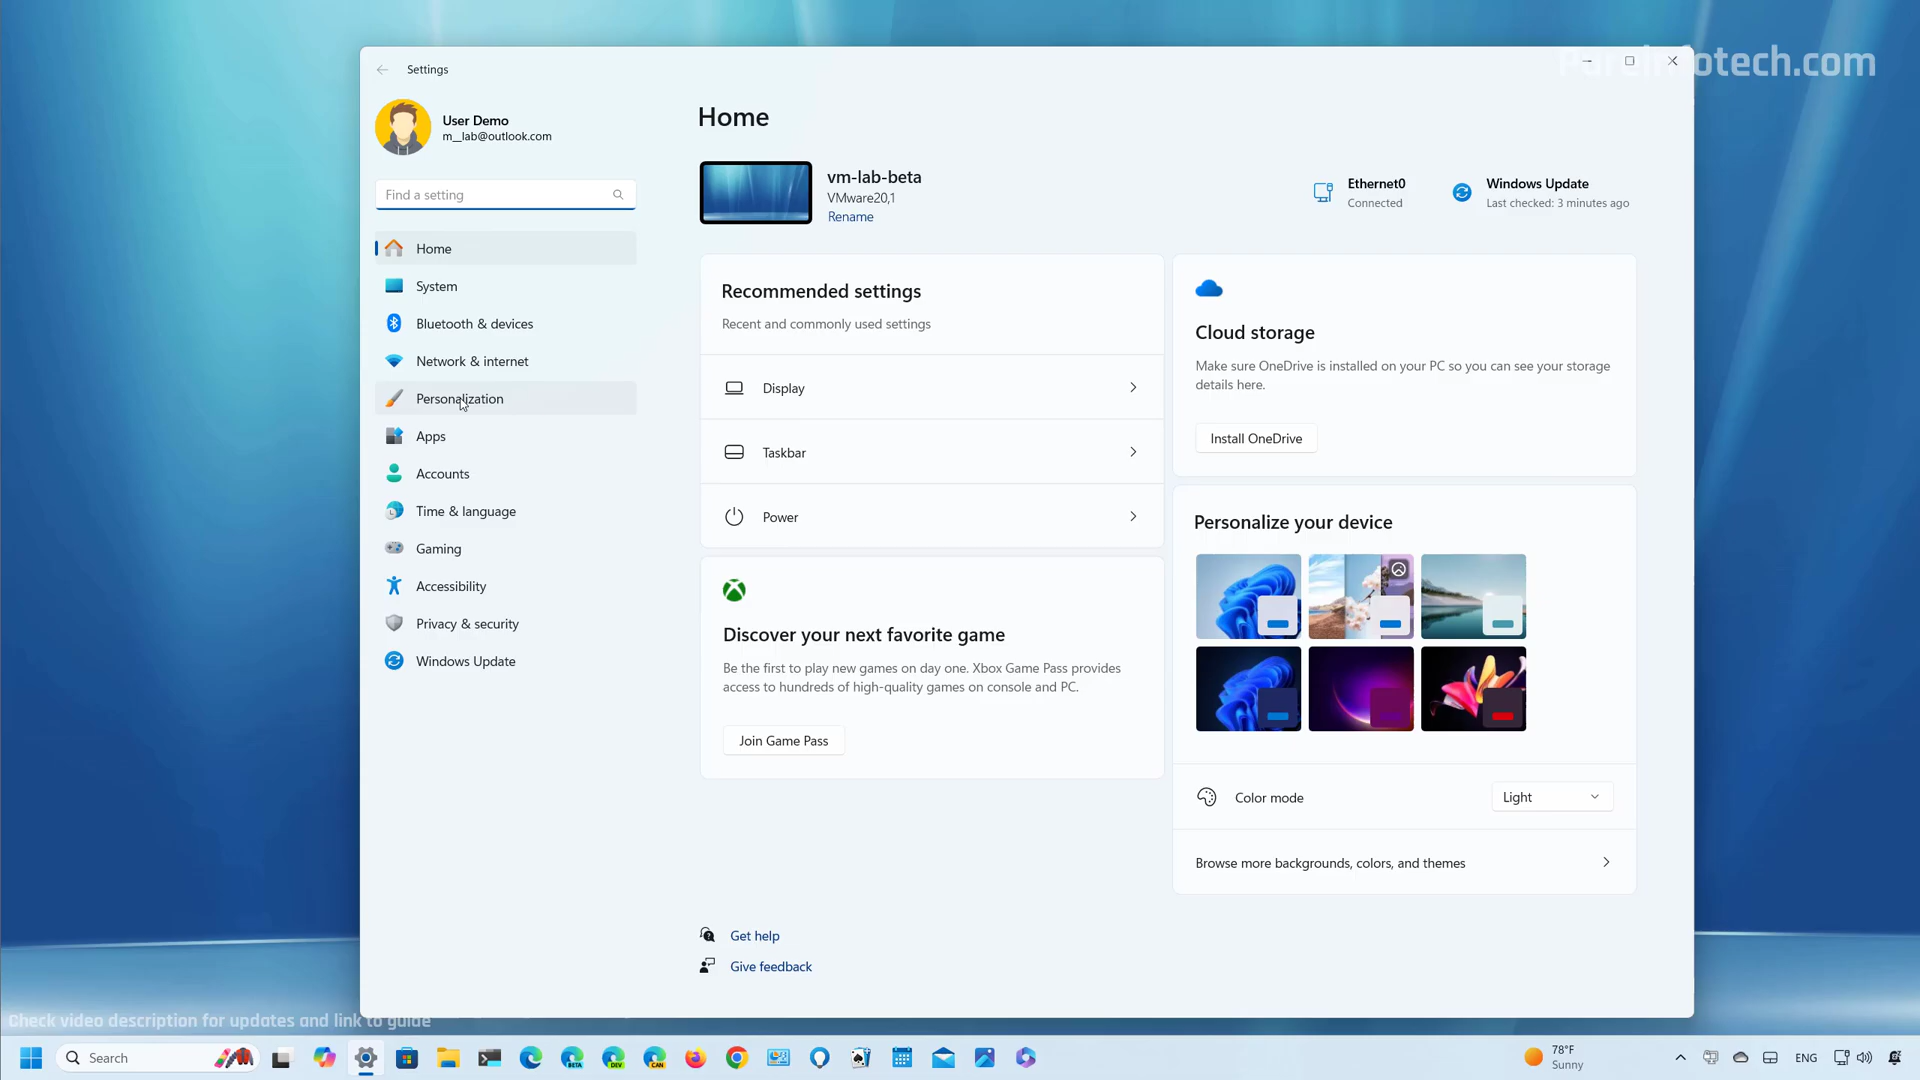 PureInfotech.com
Settings
User Demo
m__lab@outlook.com
Find a setting
Home
System
Bluetooth & devices
Network & internet
Personalization
Apps
Accounts
Time & language
Gaming
Accessibility
Privacy & security
Windows Update
Home
vm-lab-beta
VMware20,1
Rename
Ethernet0
Connected
Windows Update
Last checked: 3 minutes ago
Recommended settings
Recent and commonly used settings
Display
Taskbar
Power
Discover your next favorite game
Be the first to play new games on day one. Xbox Game Pass provides
access to hundreds of high-quality games on console and PC.
Join Game Pass
Cloud storage
Make sure OneDrive is installed on your PC so you can see your storage
details here.
Install OneDrive
Personalize your device
Color mode
Light
Browse more backgrounds, colors, and themes
Get help
Give feedback
Check video description for updates and link to guide
Search
BETA
DEV
CAN
78°F
Sunny
ENG